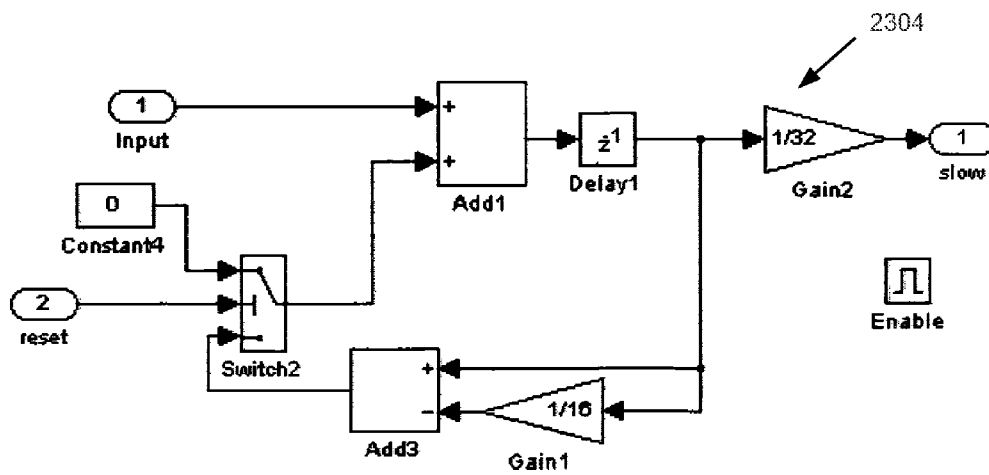 2304
1
Input
+
+
Add1
z-1
Delay1
1/32
Gain2
1
slow
0
Constant4
2
reset
Switch2
Enable
+
-
Add3
1/16
Gain1